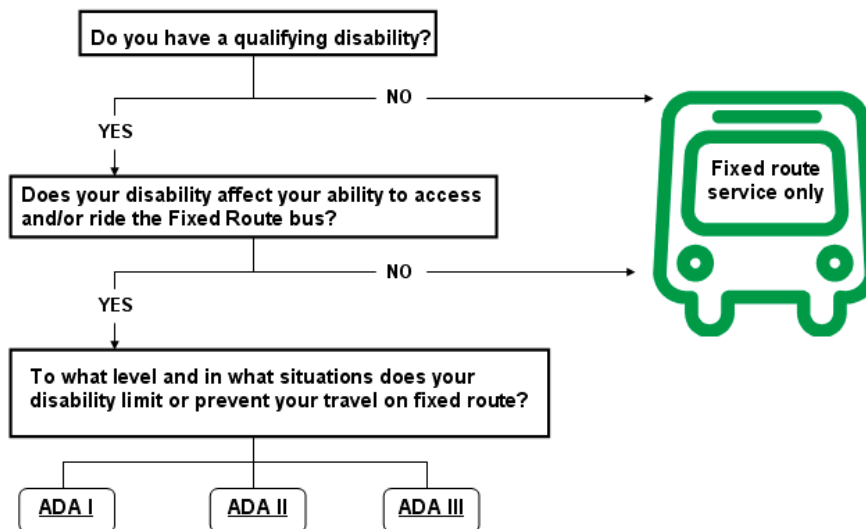 Do you have a qualifying disability?
NO
YES
Fixed route
service only
Does your disability affect your ability to access
and/or ride the Fixed Route bus?
NO
YES
To what level and in what situations does your
disability limit or prevent your travel on fixed route?
ADA I
ADA II
ADA III